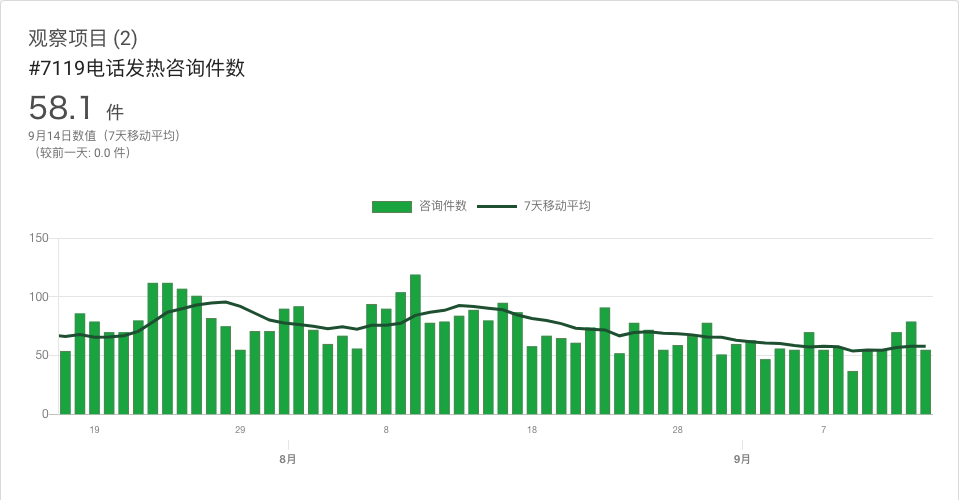 观察项目 (2)
#7119电话发热咨询件数
58.1 件
9月14日数值（7天移动平均）
（较前一天: 0.0 件）
咨询件数 7天移动平均
150
100
50
0
19 29 8 18 28 7
8月 9月